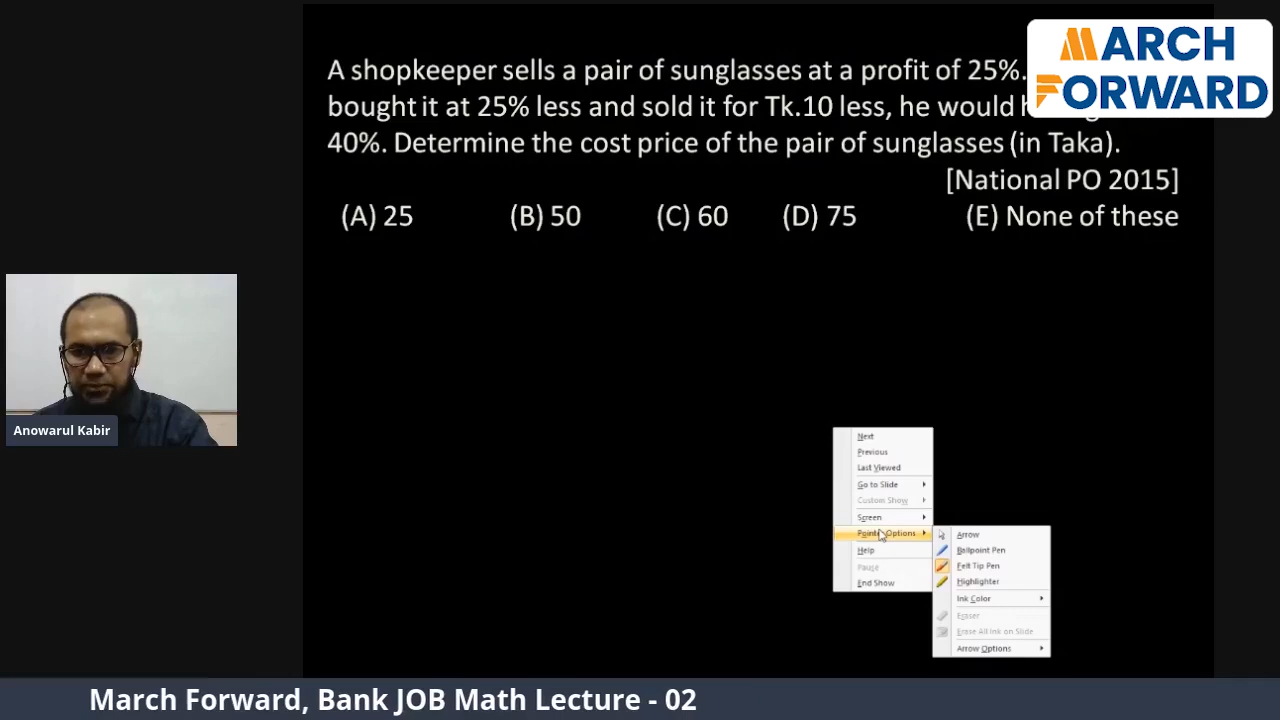 MARCH
FORWARD
A shopkeeper sells a pair of sunglasses at a profit of 25%.
bought it at 25% less and sold it for Tk.10 less, he would
40%. Determine the cost price of the pair of sunglasses (in Taka).
[National PO 2015]
(A) 25 (B) 50 (C) 60 (D) 75 (E) None of these
Anowarul Kabir
Next
Previous
Last Viewed
Go to Slide
Custom Show
Screen
Pointer Options
Help
Pause
End Show
Arrow
Ballpoint Pen
Felt Tip Pen
Highlighter
Ink Color
Eraser
Erase All Ink on Slide
Arrow Options
March Forward, Bank JOB Math Lecture - 02